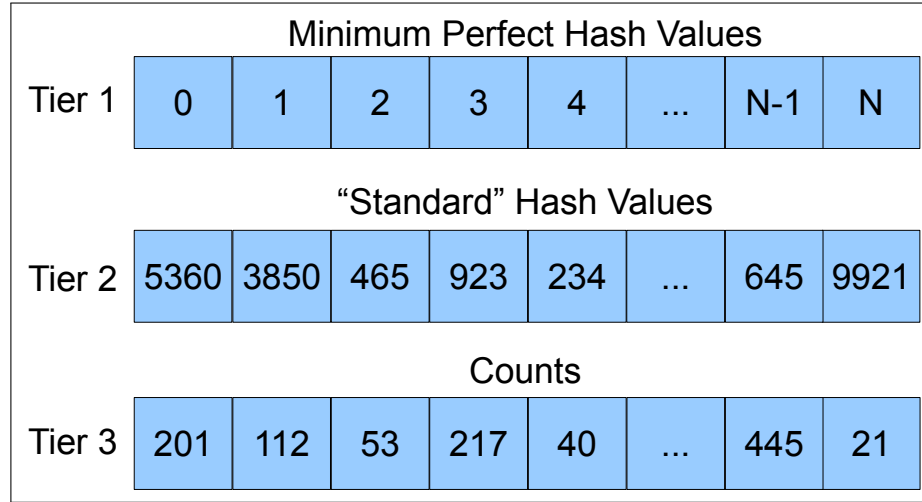 Minimum Perfect Hash Values
Tier 1 0 1 2 3 4 ... N-1 N
“Standard” Hash Values
Tier 2 5360 3850 465 923 234 ... 645 9921
Counts
Tier 3 201 112 53 217 40 ... 445 21